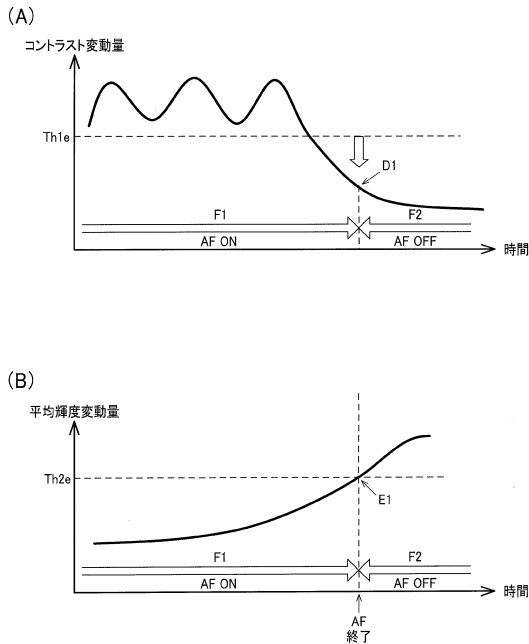 (A)
コントラスト変動量
Th1e
D1
F1
F2
AF ON
AF OFF
時間
(B)
平均輝度変動量
Th2e
E1
F1
F2
AF ON
AF OFF
時間
AF
終了